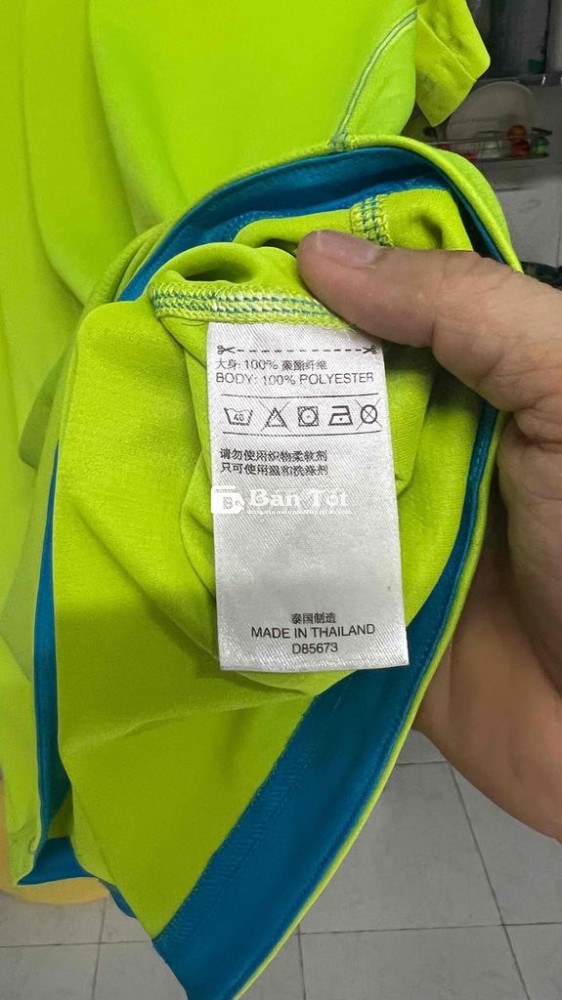 大身: 100% 聚酯纤维
BODY: 100% POLYESTER
40
请勿使用织物柔软剂
只可使用温和洗涤剂
Bán Tốt
泰国制造
MADE IN THAILAND
D85673